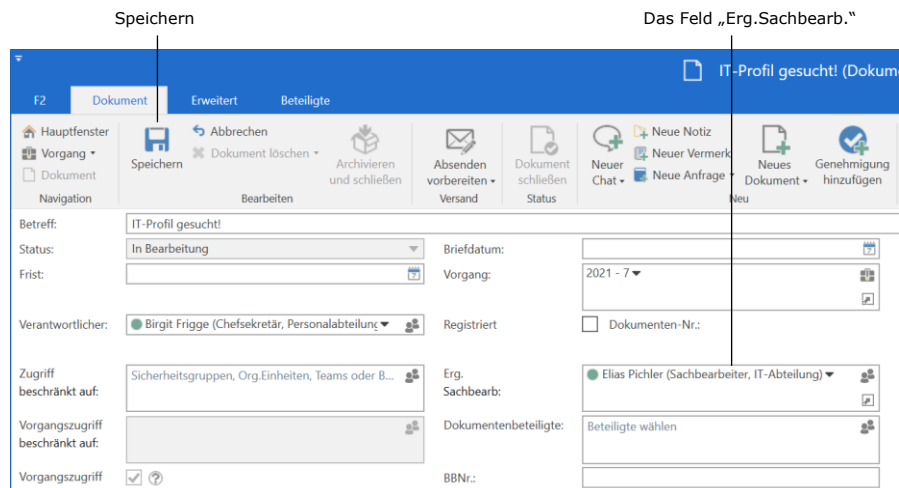 Speichern
Das Feld „Erg.Sachbearb.“
IT-Profil gesucht! (Dokume
F2 Dokument Erweitert Beteiligte
Hauptfenster
Vorgang
Dokument
Navigation
Speichern
Abbrechen
Dokument löschen
Archivieren
und schließen
Bearbeiten
Absenden
vorbereiten
Versand
Dokument
schließen
Status
Neuer
Chat
Neue Notiz
Neuer Vermerk
Neue Anfrage
Neues
Dokument
Genehmigung
hinzufügen
Neu
Betreff: IT-Profil gesucht!
Status: In Bearbeitung
Briefdatum:
Frist:
Vorgang: 2021 - 7
Verantwortlicher: Birgit Frigge (Chefsekretär, Personalabteilung
Registriert Dokumenten-Nr.:
Zugriff
beschränkt auf:
Sicherheitsgruppen, Org.Einheiten, Teams oder B...
Erg.
Sachbearb:
Elias Pichler (Sachbearbeiter, IT-Abteilung)
Vorgangszugriff
beschränkt auf:
Dokumentenbeteiligte: Beteiligte wählen
Vorgangszugriff ?
BBNr.: